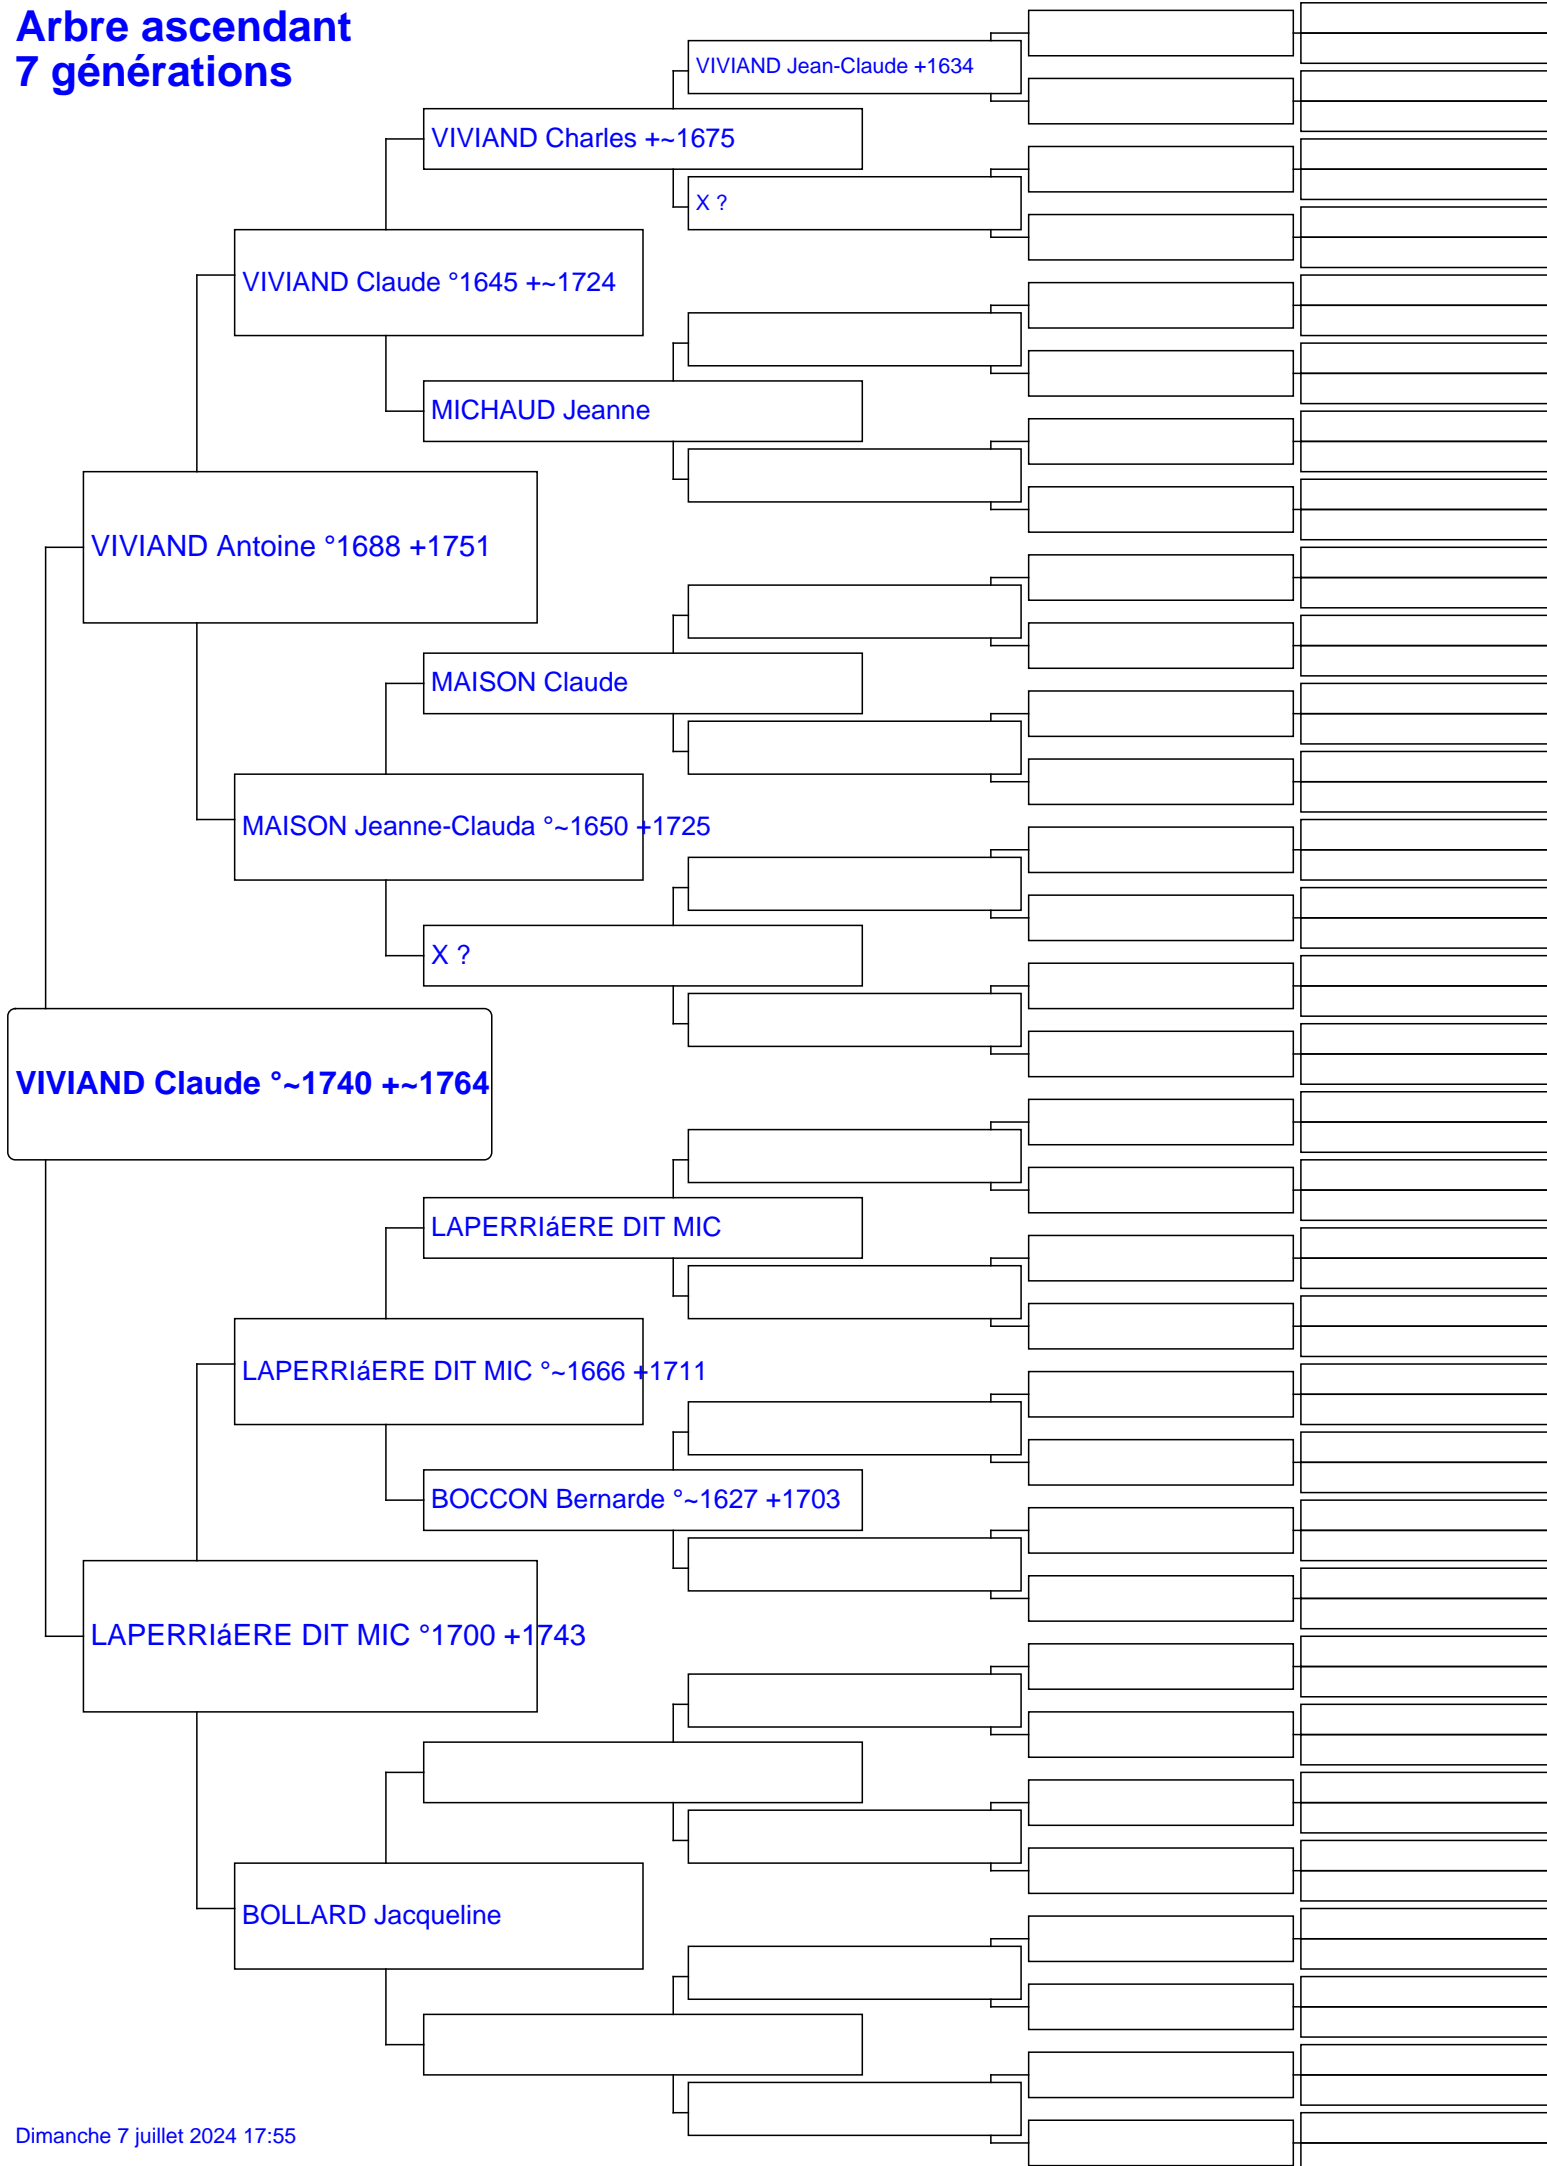 Arbre ascendant
7 générations
VIVIAND Jean-Claude +1634
VIVIAND Charles +~1675
X ?
VIVIAND Claude °1645 +~1724
MICHAUD Jeanne
VIVIAND Antoine °1688 +1751
MAISON Claude
MAISON Jeanne-Clauda °~1650 +1725
X ?
VIVIAND Claude °~1740 +~1764
LAPERRIáERE DIT MIC
LAPERRIáERE DIT MIC °~1666 +1711
BOCCON Bernarde °~1627 +1703
LAPERRIáERE DIT MIC °1700 +1743
BOLLARD Jacqueline
Dimanche 7 juillet 2024 17:55